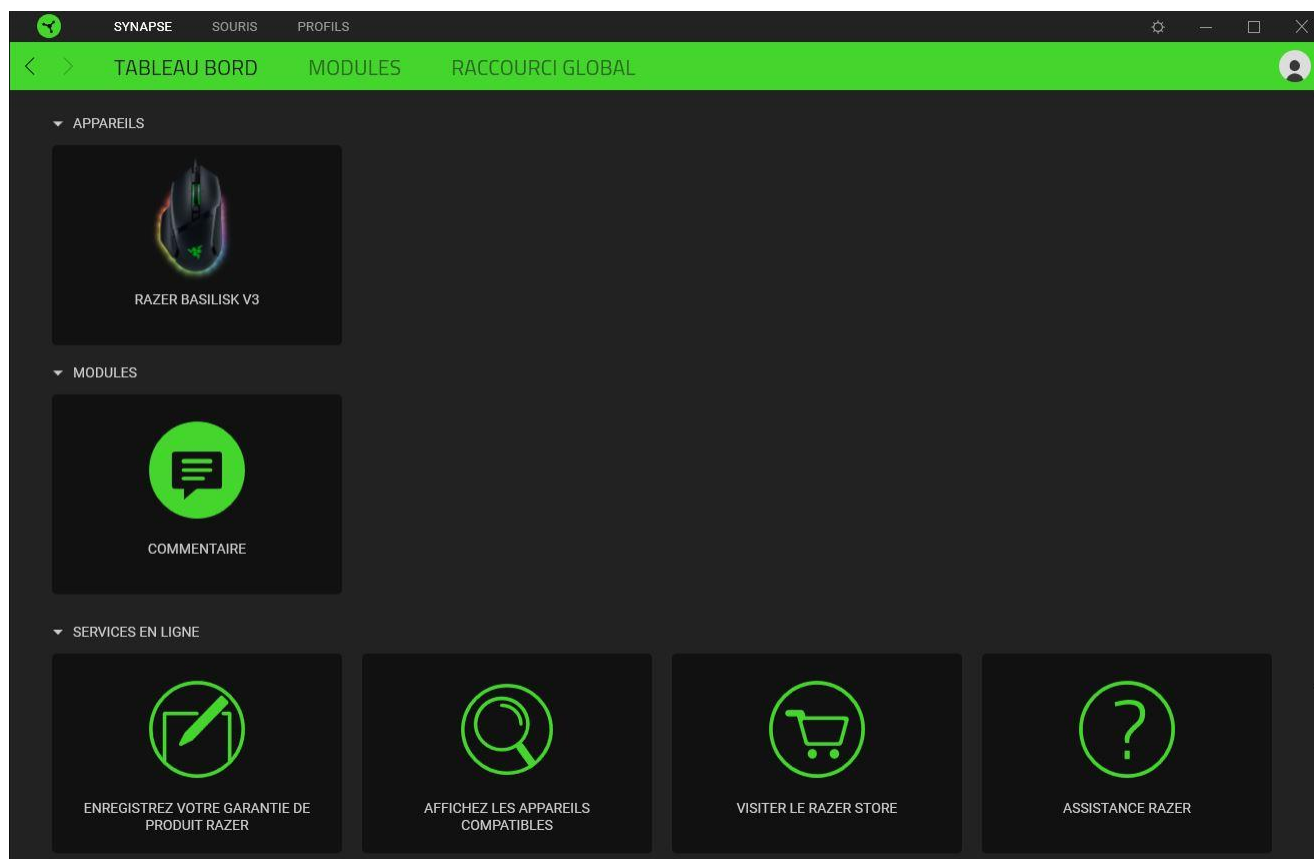 SYNAPSE SOURIS PROFILS
TABLEAU BORD MODULES RACCOURCI GLOBAL
APPAREILS
RAZER BASILISK V3
MODULES
COMMENTAIRE
SERVICES EN LIGNE
ENREGISTREZ VOTRE GARANTIE DE
PRODUIT RAZER
AFFICHEZ LES APPAREILS
COMPATIBLES
VISITER LE RAZER STORE
ASSISTANCE RAZER